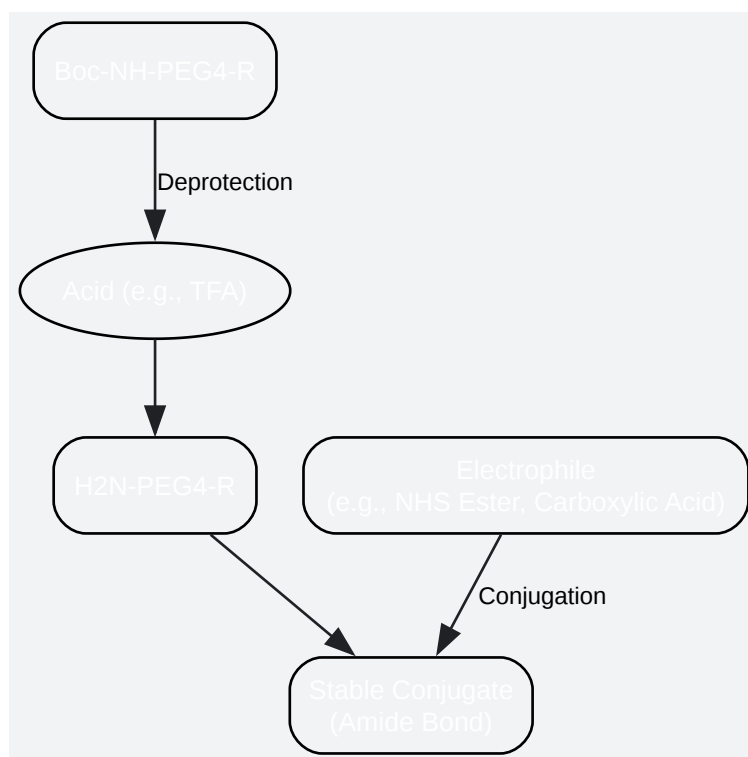 Boc-NH-PEG4-R
Deprotection
Acid (e.g., TFA)
H2N-PEG4-R
Electrophile
(e.g., NHS Ester, Carboxylic Acid)
Conjugation
Stable Conjugate
(Amide Bond)